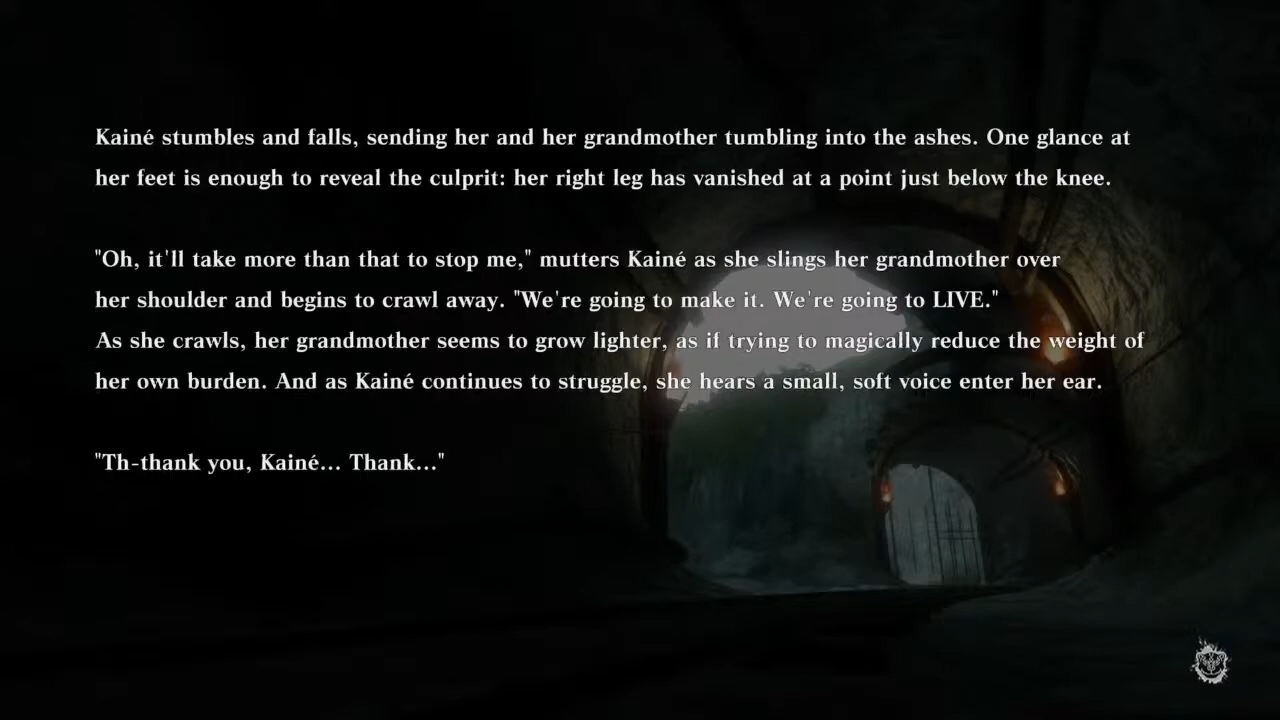 Kainé stumbles and falls, sending her and her grandmother tumbling into the ashes. One glance at
her feet is enough to reveal the culprit: her right leg has vanished at a point just below the knee.
"Oh, it'll take more than that to stop me," mutters Kainé as she slings her grandmother over
her shoulder and begins to crawl away. "We're going to make it. We're going to LIVE."
As she crawls, her grandmother seems to grow lighter, as if trying to magically reduce the weight of
her own burden. And as Kainé continues to struggle, she hears a small, soft voice enter her ear.
"Th-thank you, Kainé... Thank..."